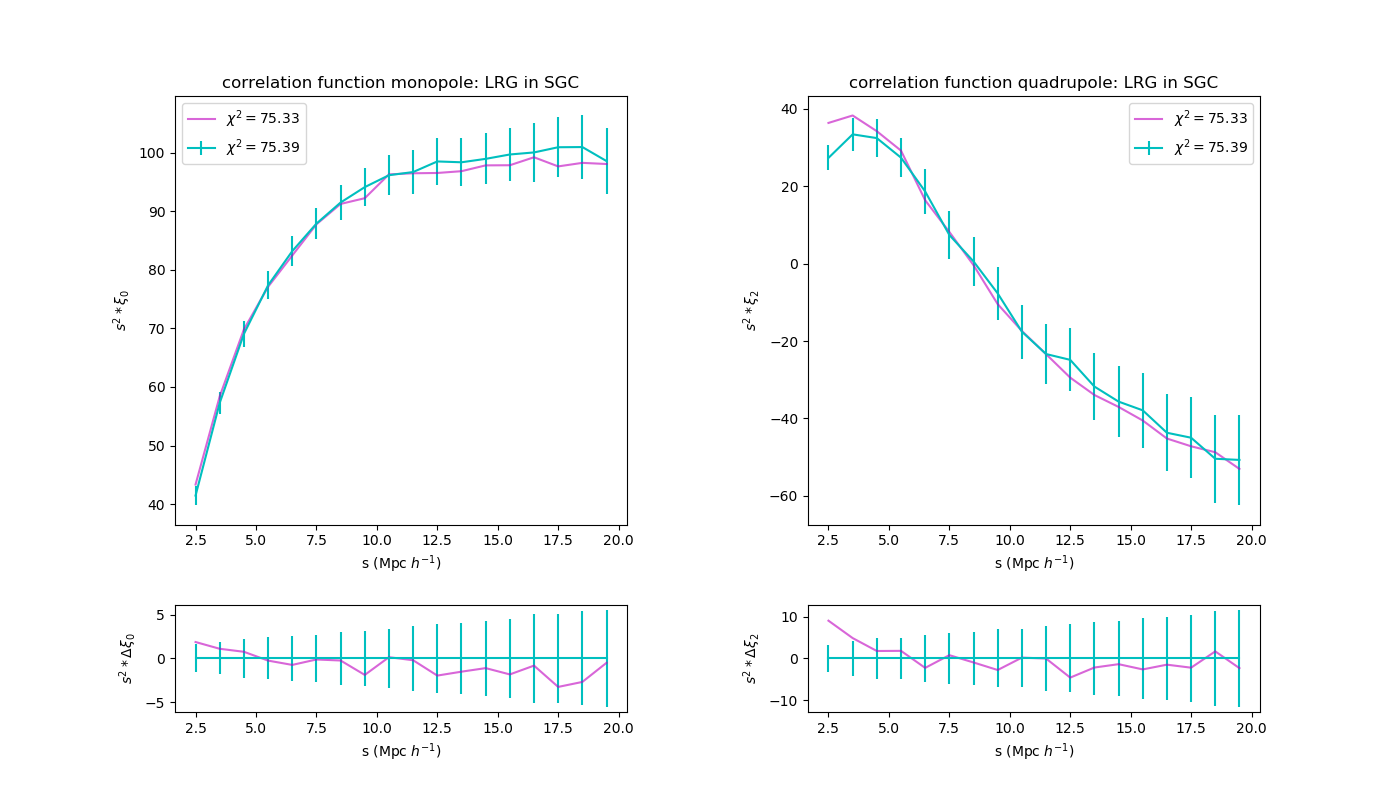 correlation function monopole: LRG in SGC
χ² = 75.33
χ² = 75.39
s² * ξ₀
100
90
80
70
60
50
40
2.5 5.0 7.5 10.0 12.5 15.0 17.5 20.0
s (Mpc h⁻¹)
correlation function quadrupole: LRG in SGC
χ² = 75.33
χ² = 75.39
s² * ξ₂
40
20
0
−20
−40
−60
2.5 5.0 7.5 10.0 12.5 15.0 17.5 20.0
s (Mpc h⁻¹)
s² * Δξ₀
5
0
−5
2.5 5.0 7.5 10.0 12.5 15.0 17.5 20.0
s (Mpc h⁻¹)
s² * Δξ₂
10
0
−10
2.5 5.0 7.5 10.0 12.5 15.0 17.5 20.0
s (Mpc h⁻¹)